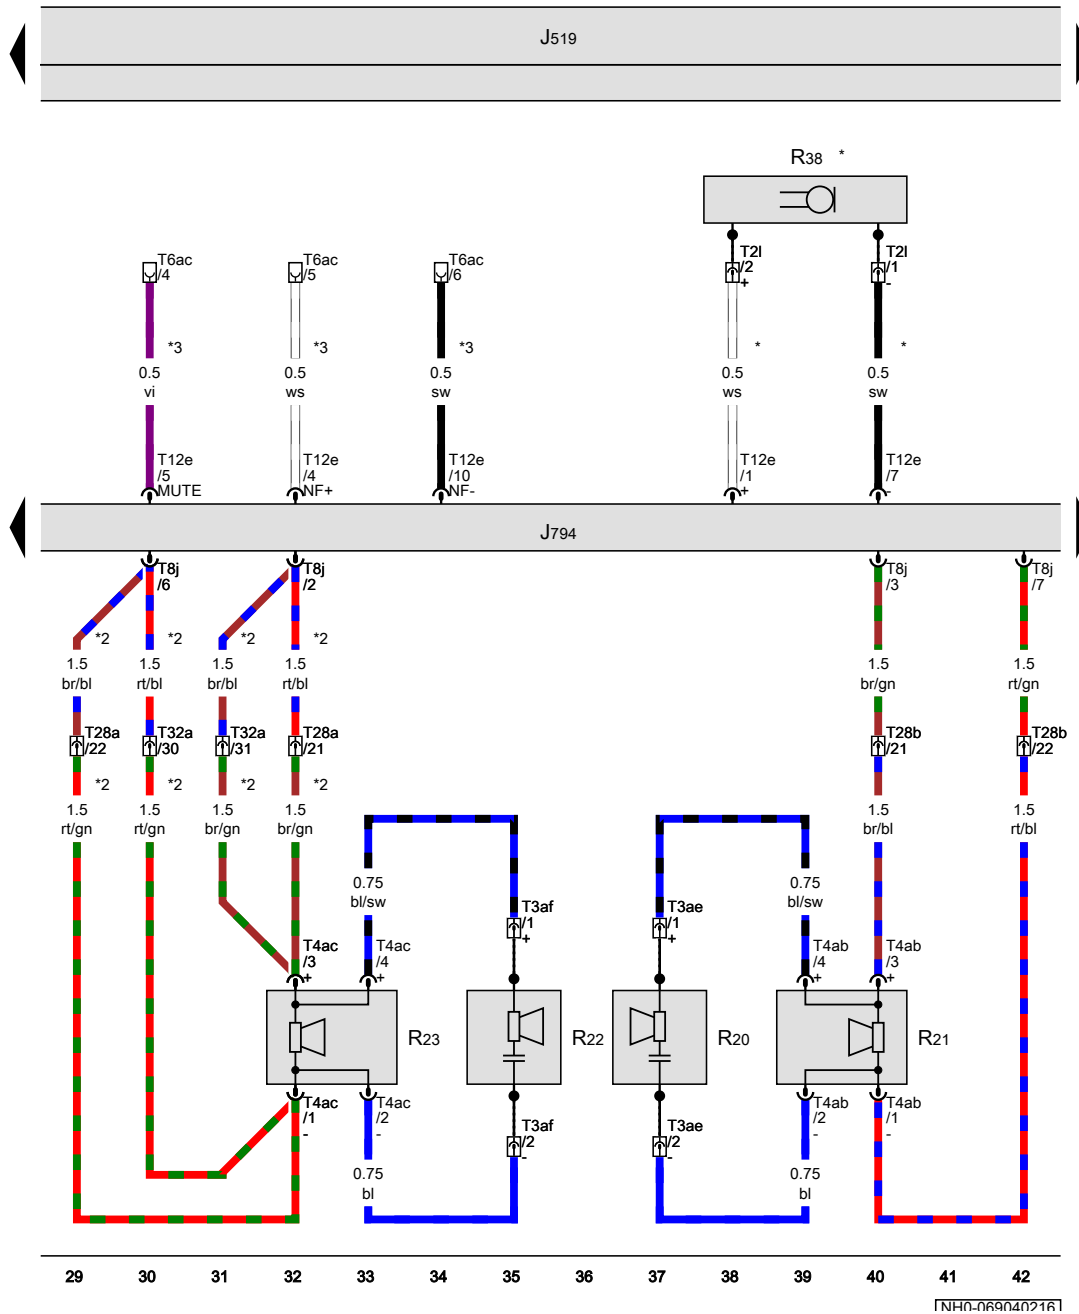 J519
R38 *
T6ac
/4
T6ac
/5
T6ac
/6
T2l
/2
+
T2l
/1
-
*3
*3
*3
*
*
0.5
vi
0.5
ws
0.5
sw
0.5
ws
0.5
sw
T12e
/5
MUTE
T12e
/4
NF+
T12e
/10
NF-
T12e
/1
+
T12e
/7
-
J794
T8j
/6
T8j
/2
T8j
/3
T8j
/7
*2
*2
*2
*2
1.5
br/bl
1.5
rt/bl
1.5
br/bl
1.5
rt/bl
1.5
br/gn
1.5
rt/gn
T28a
/22
T32a
/30
T32a
/31
T28a
/21
T28b
/21
T28b
/22
*2
*2
*2
*2
1.5
rt/gn
1.5
rt/gn
1.5
br/gn
1.5
br/gn
1.5
br/bl
1.5
rt/bl
0.75
bl/sw
0.75
bl/sw
T3af
/1
+
T3ae
/1
+
T4ac
/3
+
T4ac
/4
+
T4ab
/4
+
T4ab
/3
+
R23
R22
R20
R21
T4ac
/1
-
T4ac
/2
-
T3af
/2
-
T3ae
/2
-
T4ab
/2
-
T4ab
/1
-
0.75
bl
0.75
bl
29 30 31 32 33 34 35 36 37 38 39 40 41 42
NH0-069040216